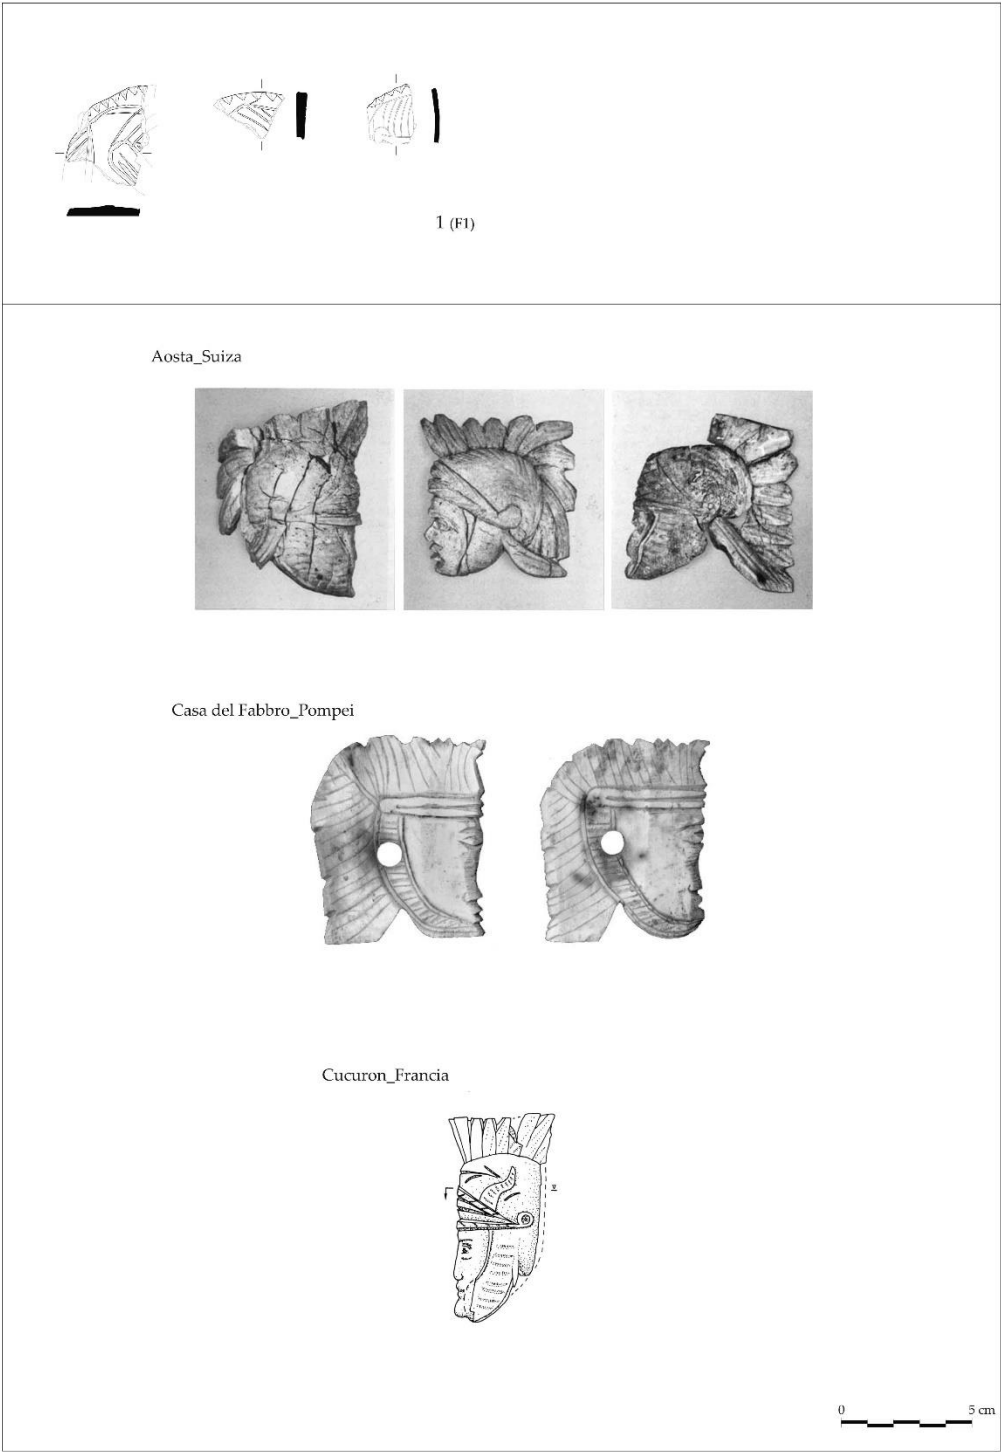 1 (F1)
Aosta_Suiza
Casa del Fabbro_Pompei
Cucuron_Francia
0 5 cm